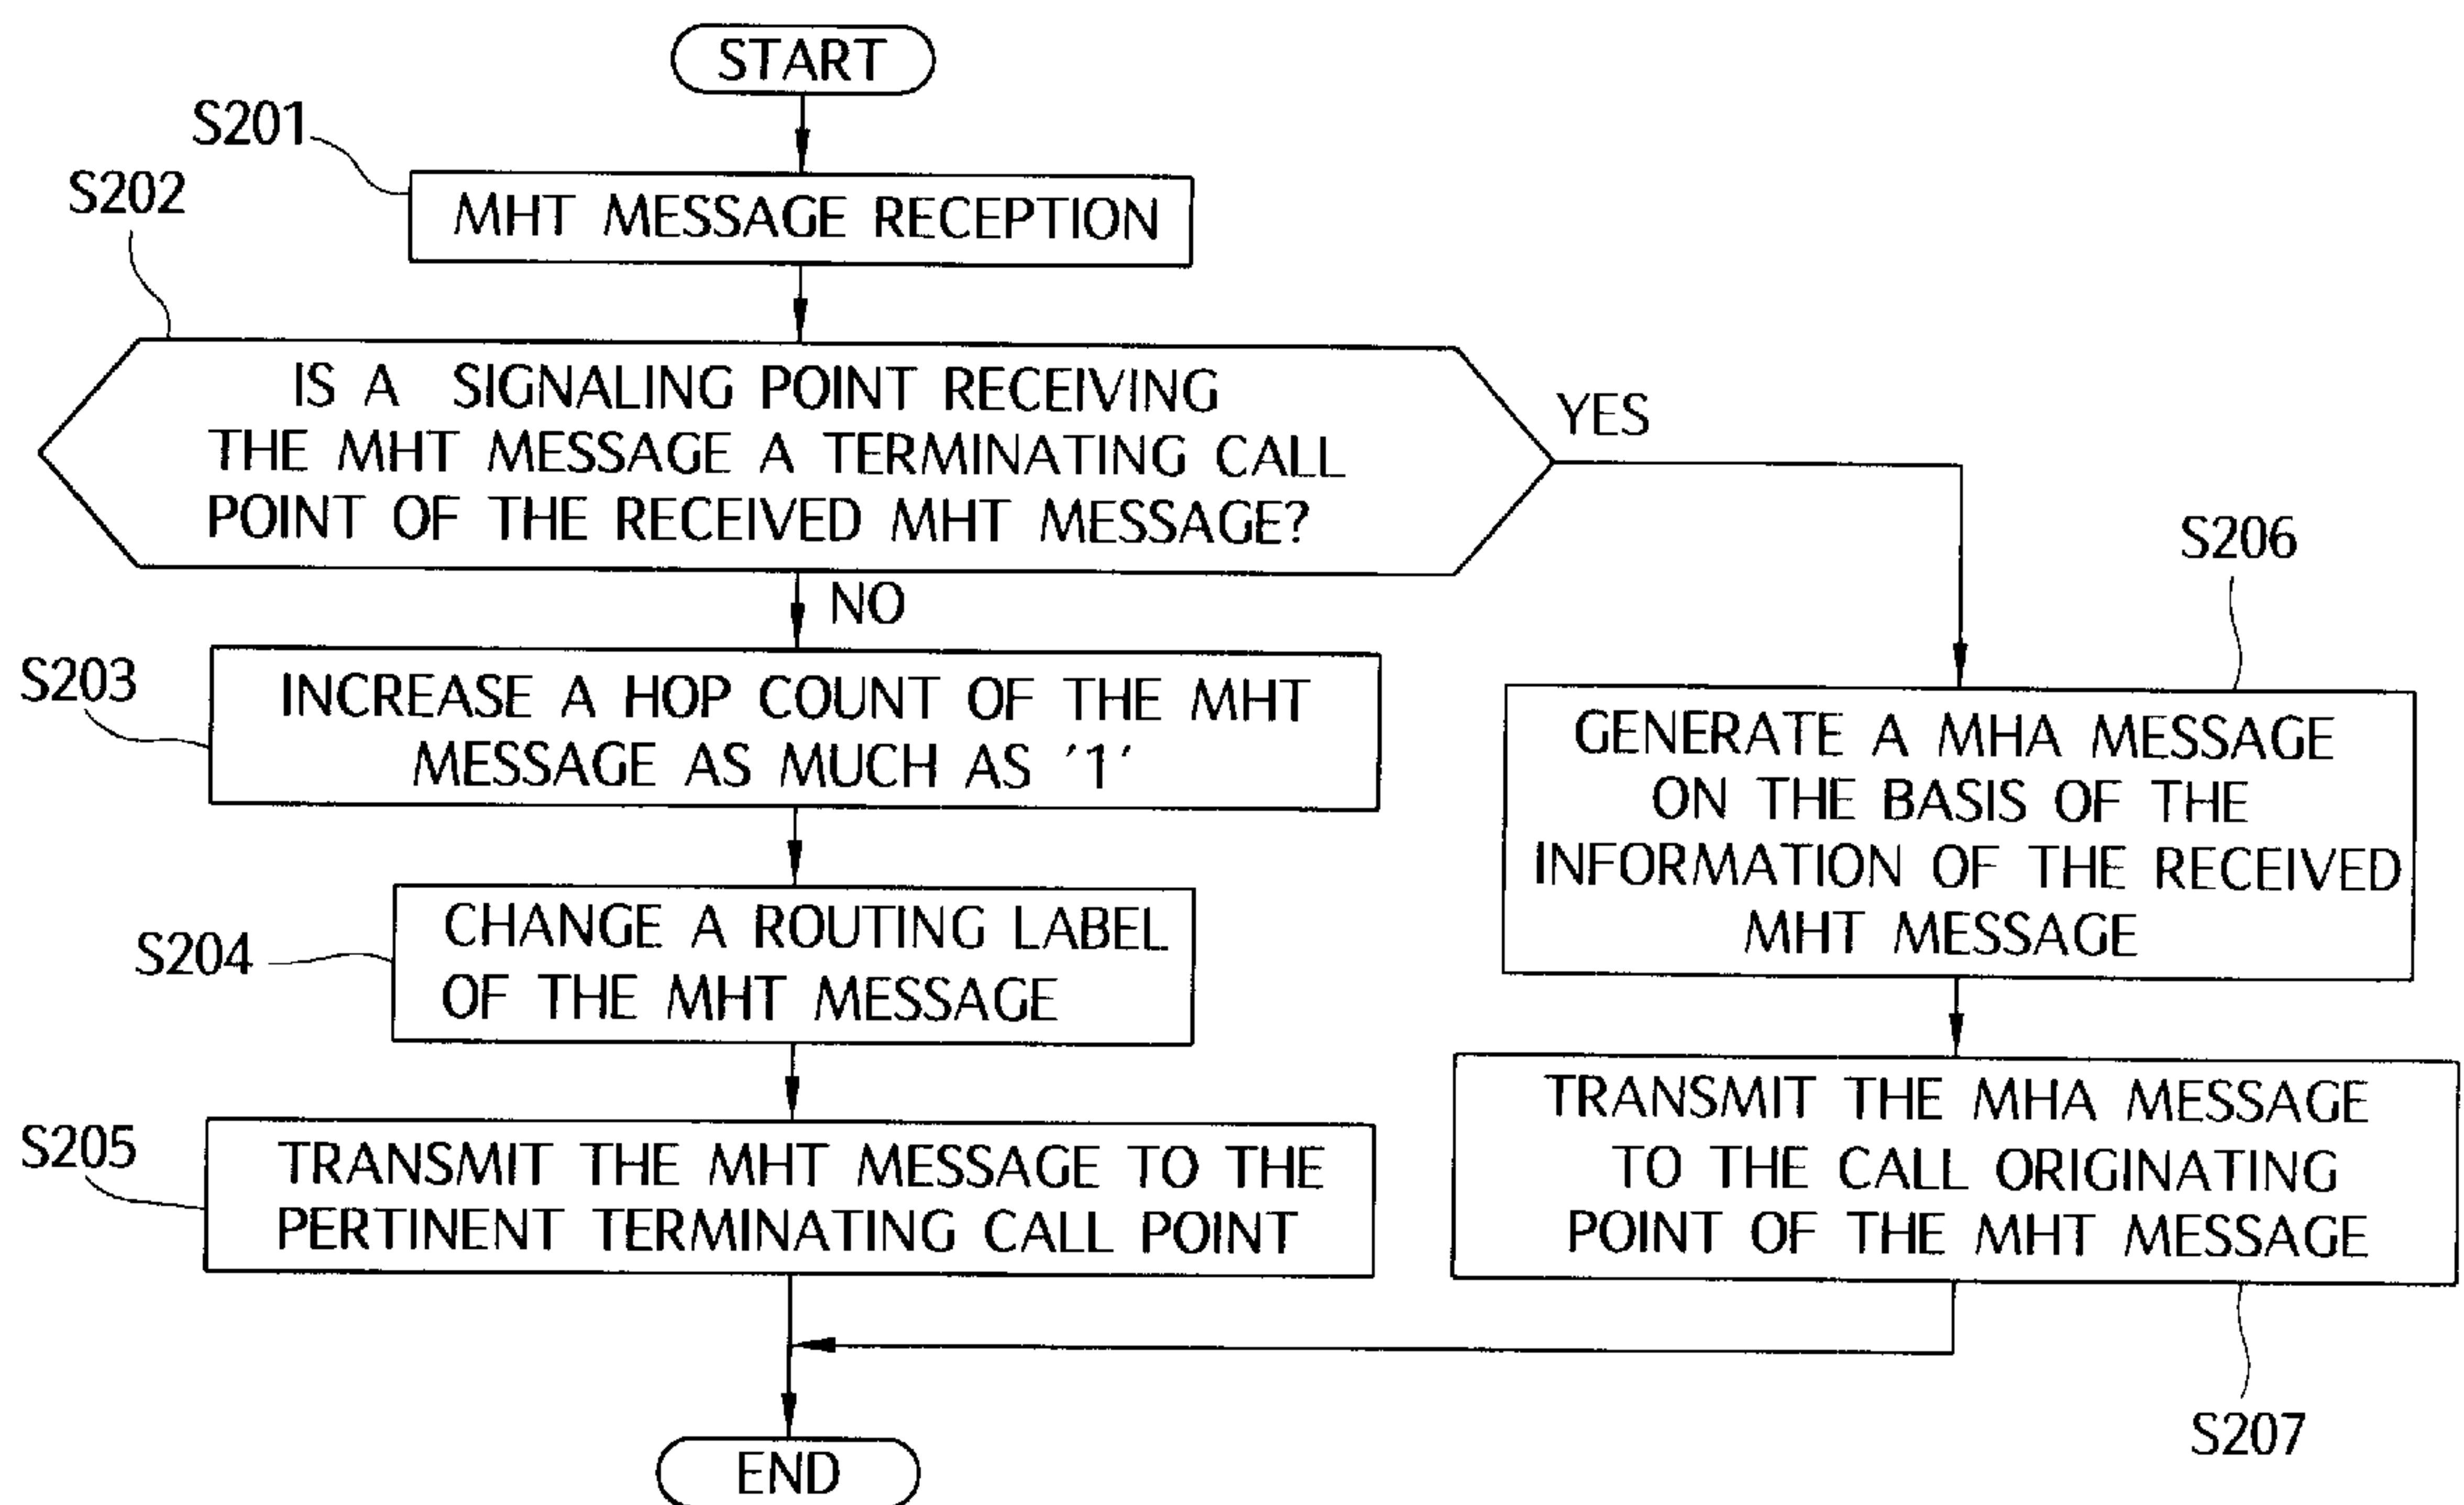 START
S201
MHT MESSAGE RECEPTION
S202
IS A SIGNALING POINT RECEIVING
THE MHT MESSAGE A TERMINATING CALL
POINT OF THE RECEIVED MHT MESSAGE?
YES
NO
S203
INCREASE A HOP COUNT OF THE MHT
MESSAGE AS MUCH AS '1'
S204
CHANGE A ROUTING LABEL
OF THE MHT MESSAGE
S205
TRANSMIT THE MHT MESSAGE TO THE
PERTINENT TERMINATING CALL POINT
S206
GENERATE A MHA MESSAGE
ON THE BASIS OF THE
INFORMATION OF THE RECEIVED
MHT MESSAGE
TRANSMIT THE MHA MESSAGE
TO THE CALL ORIGINATING
POINT OF THE MHT MESSAGE
S207
END